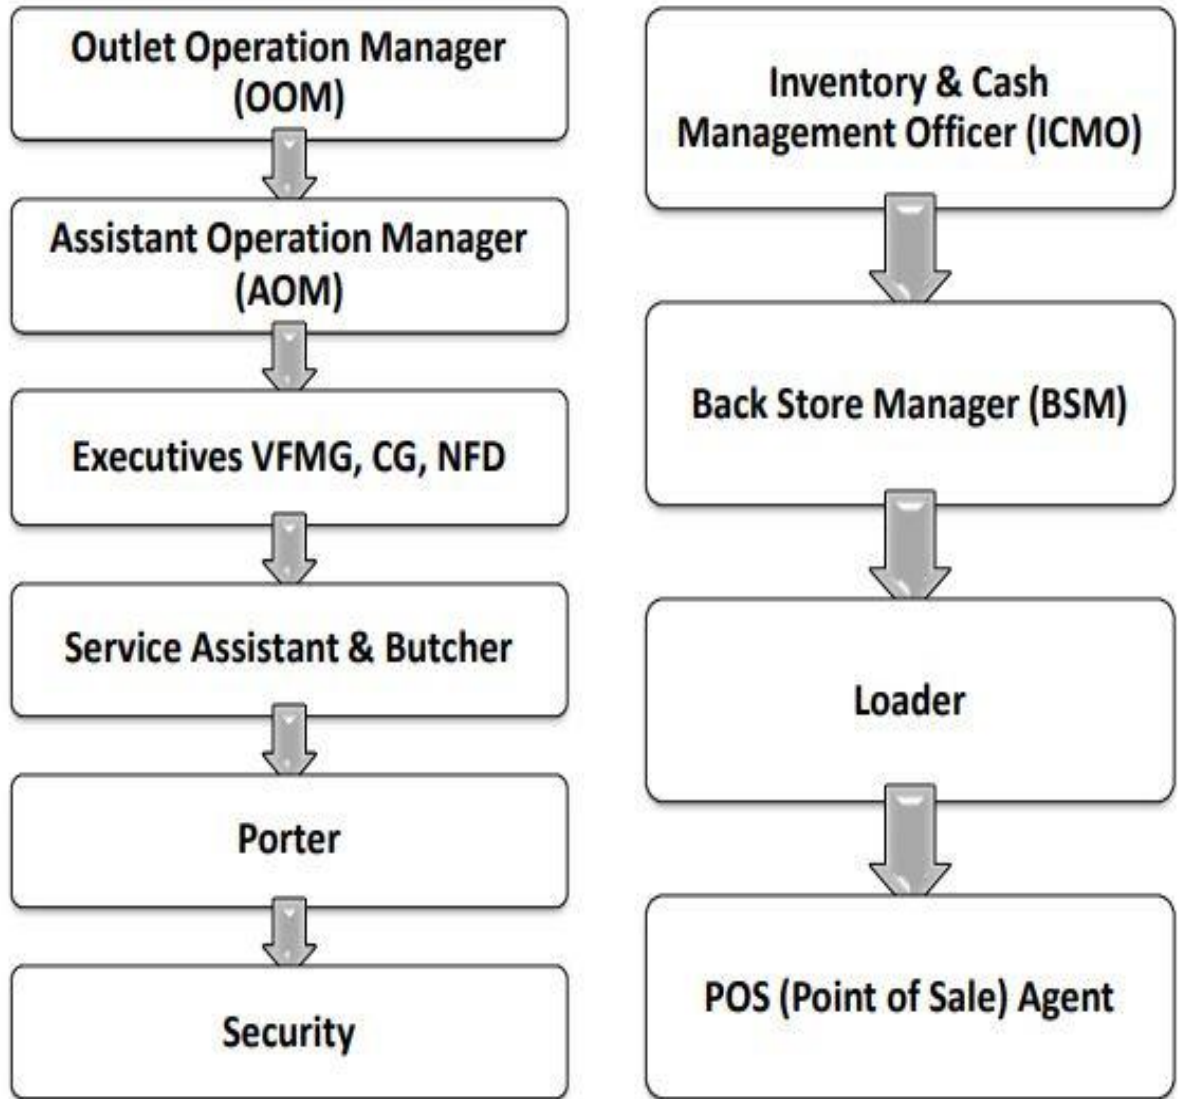 Outlet Operation Manager
(OOM)
Assistant Operation Manager
(AOM)
Executives VFMG, CG, NFD
Service Assistant & Butcher
Porter
Security
Inventory & Cash
Management Officer (ICMO)
Back Store Manager (BSM)
Loader
POS (Point of Sale) Agent